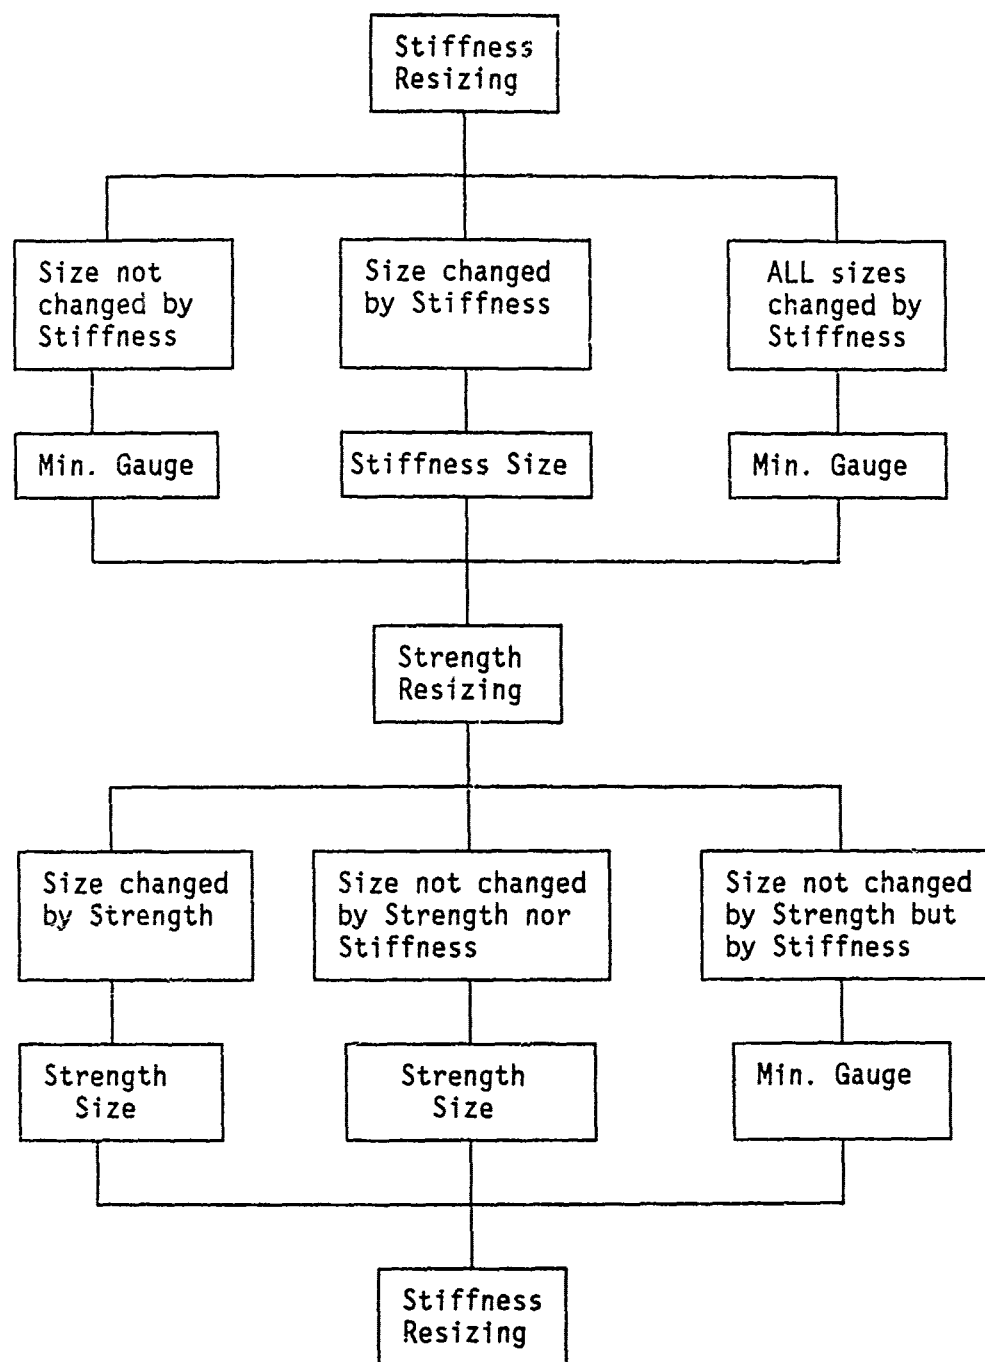 Stiffness
Resizing
Size not
changed by
Stiffness
Size changed
by Stiffness
ALL sizes
changed by
Stiffness
Min. Gauge
Stiffness Size
Min. Gauge
Strength
Resizing
Size changed
by Strength
Size not changed
by Strength nor
Stiffness
Size not changed
by Strength but
by Stiffness
Strength
Size
Strength
Size
Min. Gauge
Stiffness
Resizing